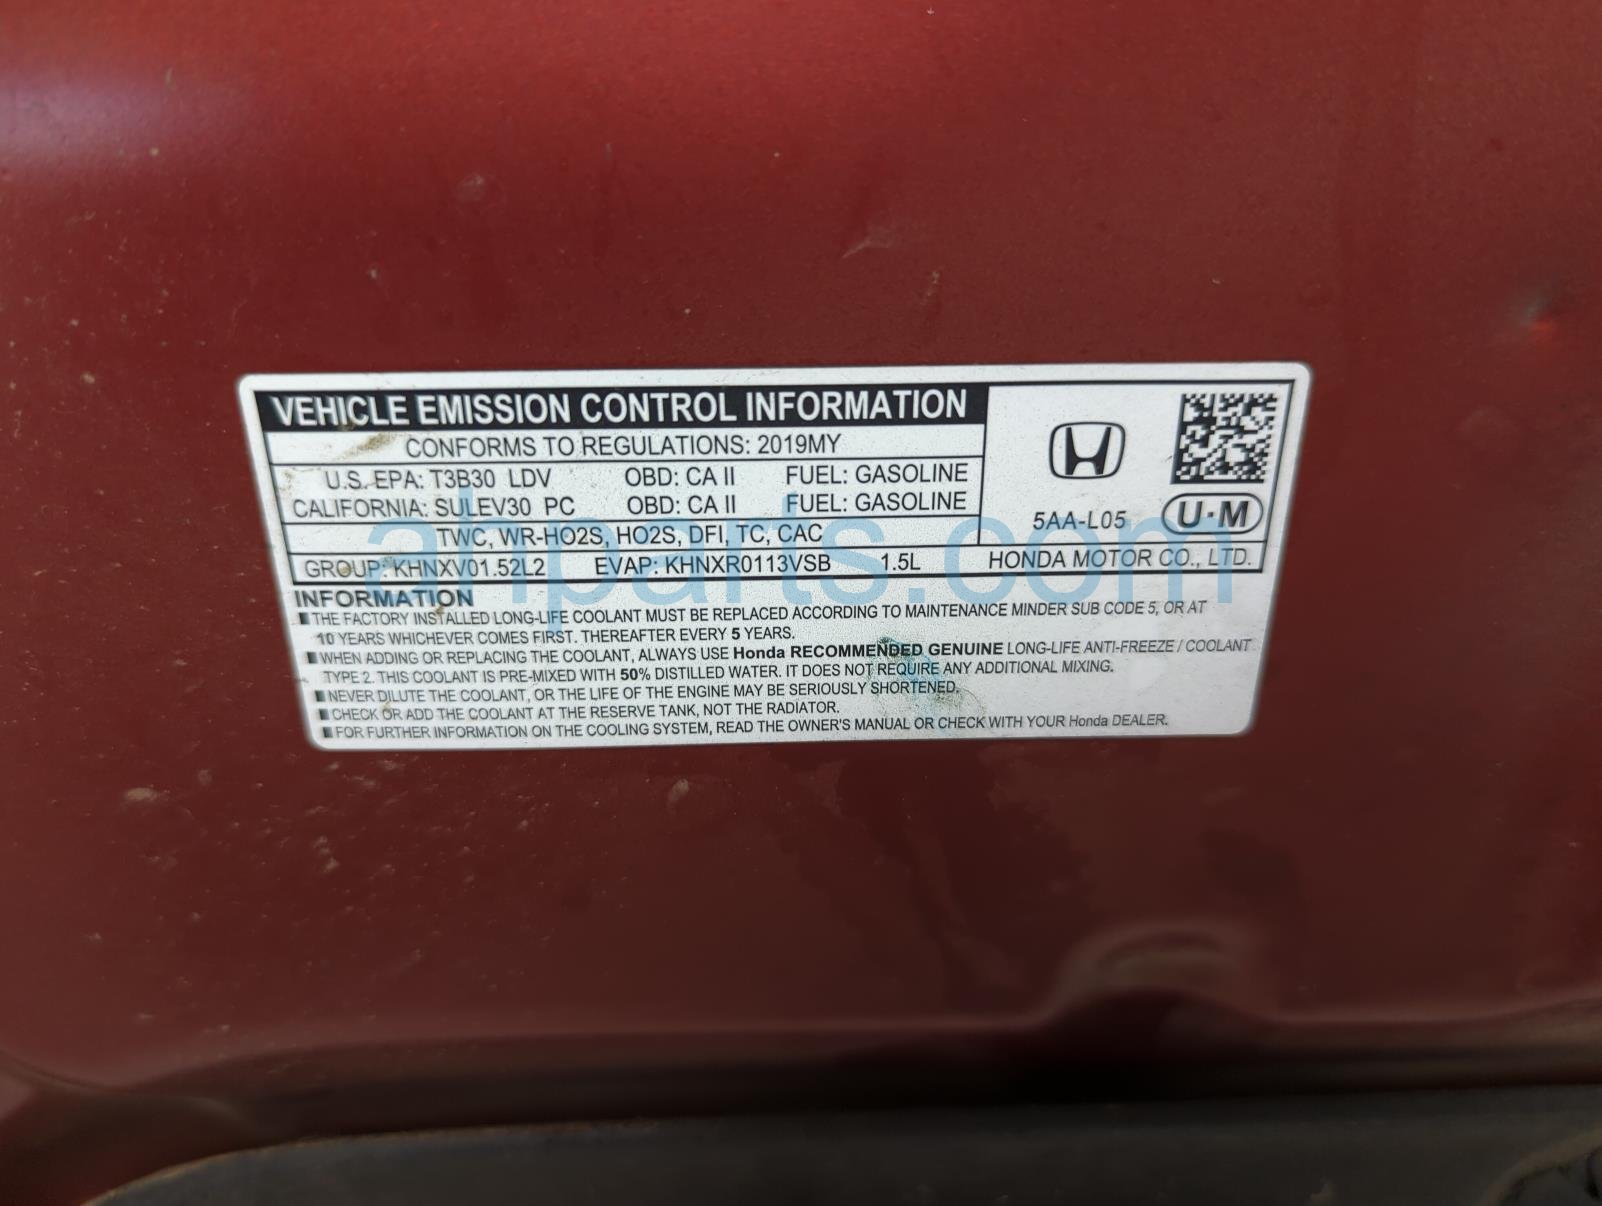 VEHICLE EMISSION CONTROL INFORMATION
CONFORMS TO REGULATIONS: 2019MY
U.S. EPA: T3B30 LDV OBD: CA II FUEL: GASOLINE
CALIFORNIA: SULEV30 PC OBD: CA II FUEL: GASOLINE
TWC, WR-HO2S, HO2S, DFI, TC, CAC
GROUP: KHNXV01.52L2 EVAP: KHNXR0113VSB 1.5L
5AA-L05 U·M
HONDA MOTOR CO., LTD.
INFORMATION
■ THE FACTORY INSTALLED LONG-LIFE COOLANT MUST BE REPLACED ACCORDING TO MAINTENANCE MINDER SUB CODE 5, OR AT
10 YEARS WHICHEVER COMES FIRST. THEREAFTER EVERY 5 YEARS.
■ WHEN ADDING OR REPLACING THE COOLANT, ALWAYS USE Honda RECOMMENDED GENUINE LONG-LIFE ANTI-FREEZE / COOLANT
TYPE 2. THIS COOLANT IS PRE-MIXED WITH 50% DISTILLED WATER. IT DOES NOT REQUIRE ANY ADDITIONAL MIXING.
■ NEVER DILUTE THE COOLANT, OR THE LIFE OF THE ENGINE MAY BE SERIOUSLY SHORTENED.
■ CHECK OR ADD THE COOLANT AT THE RESERVE TANK, NOT THE RADIATOR.
■ FOR FURTHER INFORMATION ON THE COOLING SYSTEM, READ THE OWNER'S MANUAL OR CHECK WITH YOUR Honda DEALER.
ahparts.com